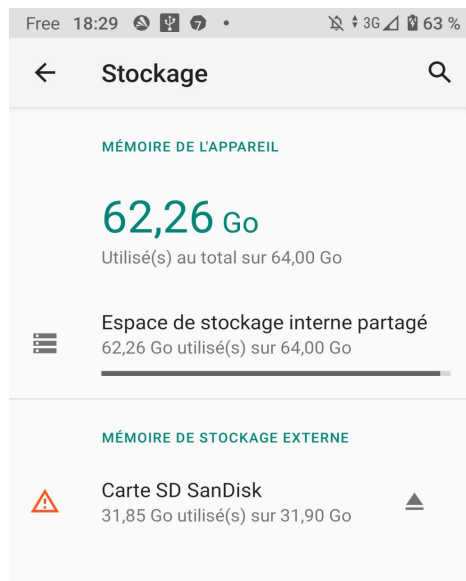 Free 18:29 7 3G 63 %
Stockage
MÉMOIRE DE L'APPAREIL
62,26 Go
Utilisé(s) au total sur 64,00 Go
Espace de stockage interne partagé
62,26 Go utilisé(s) sur 64,00 Go
MÉMOIRE DE STOCKAGE EXTERNE
Carte SD SanDisk
31,85 Go utilisé(s) sur 31,90 Go